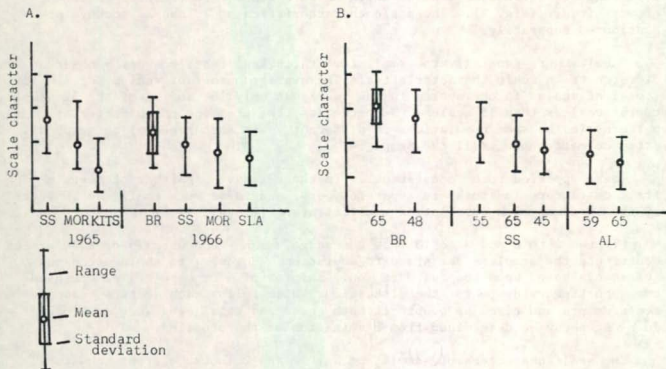 A.
Scale character
SS MOR KITS BR SS MOR SLA
1965 1966
Range
Mean
Standard
deviation
B.
Scale character
65 48 55 65 45 59 65
BR SS AL